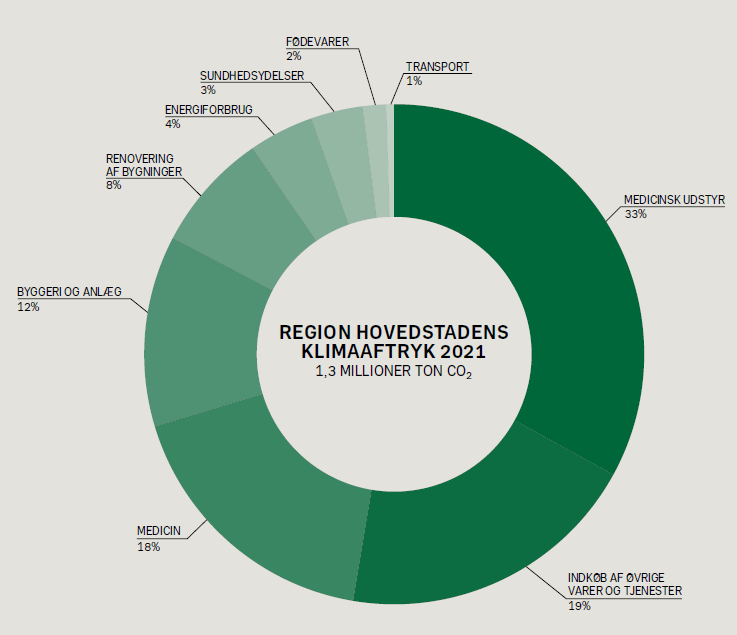 FØDEVARER
2%
TRANSPORT
1%
SUNDHEDSYDELSER
3%
ENERGIFORBRUG
4%
RENOVERING
AF BYGNINGER
8%
MEDICINSK UDSTYR
33%
BYGGERI OG ANLÆG
12%
REGION HOVEDSTADENS
KLIMAAFTRYK 2021
1,3 MILLIONER TON CO₂
MEDICIN
18%
INDKØB AF ØVRIGE
VARER OG TJENESTER
19%